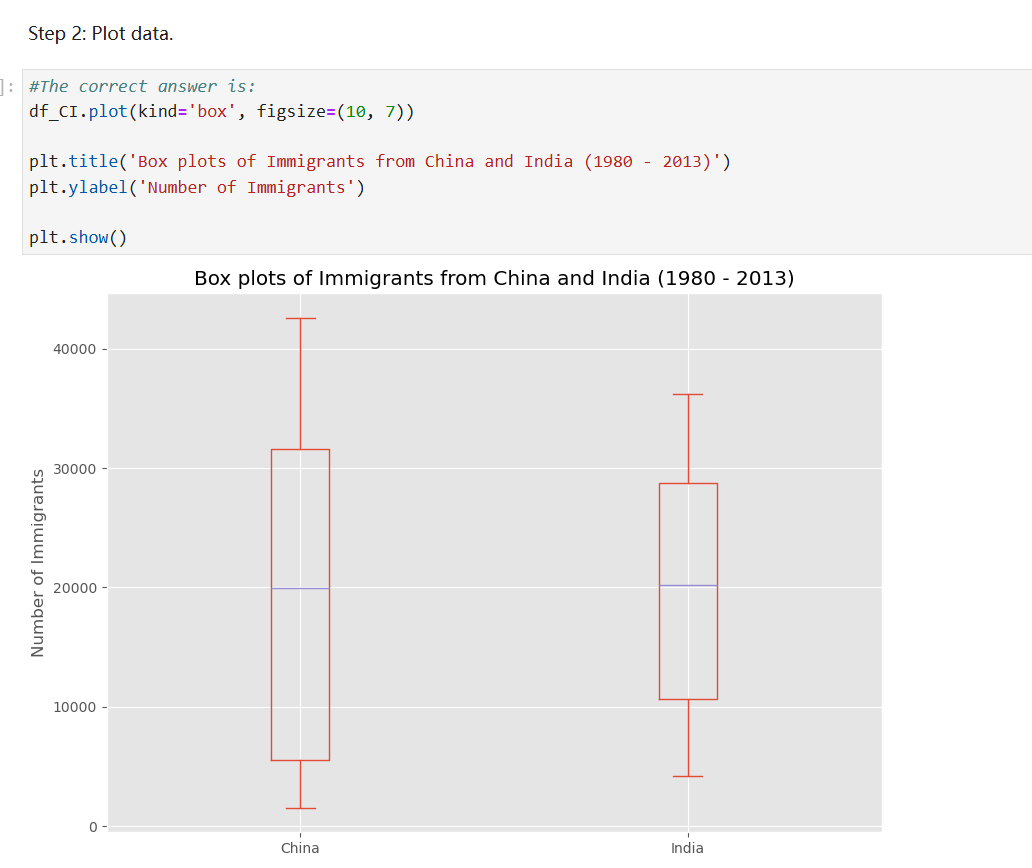 Step 2: Plot data.
]:
#The correct answer is:
df_CI.plot(kind='box', figsize=(10, 7))
plt.title('Box plots of Immigrants from China and India (1980 - 2013)')
plt.ylabel('Number of Immigrants')
plt.show()
Box plots of Immigrants from China and India (1980 - 2013)
Number of Immigrants
40000
30000
20000
10000
0
China
India